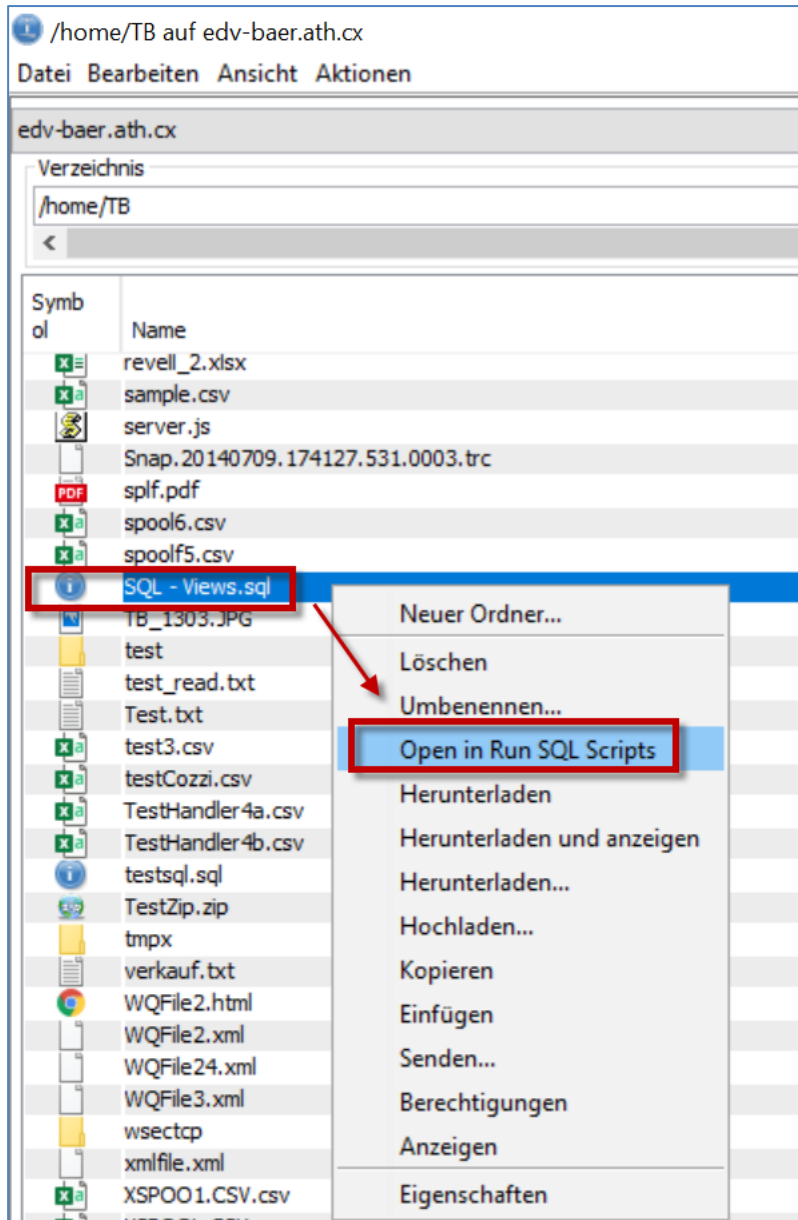 /home/TB auf edv-baer.ath.cx
Datei Bearbeiten Ansicht Aktionen
edv-baer.ath.cx
Verzeichnis
/home/TB
Symb
ol
Name
revell_2.xlsx
sample.csv
server.js
Snap.20140709.174127.531.0003.trc
splf.pdf
spool6.csv
spoolf5.csv
SQL - Views.sql
TB_1303.JPG
test
test_read.txt
Test.txt
test3.csv
testCozzi.csv
TestHandler4a.csv
TestHandler4b.csv
testsql.sql
TestZip.zip
tmpx
verkauf.txt
WQFile2.html
WQFile2.xml
WQFile24.xml
WQFile3.xml
wsectcp
xmlfile.xml
XSPOO1.CSV.csv
Neuer Ordner...
Löschen
Umbenennen...
Open in Run SQL Scripts
Herunterladen
Herunterladen und anzeigen
Herunterladen...
Hochladen...
Kopieren
Einfügen
Senden...
Berechtigungen
Anzeigen
Eigenschaften